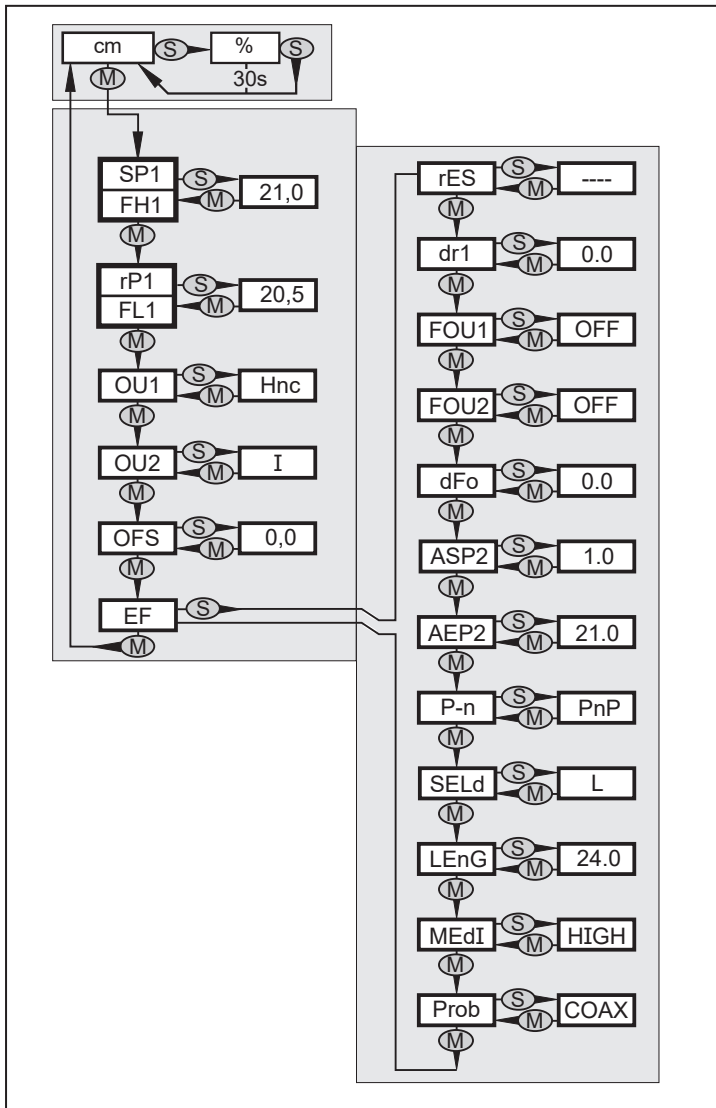 cm S % S
M 30s
SP1 S
FH1 M 21,0
M
rP1 S
FL1 M 20,5
M
OU1 S M Hnc
M
OU2 S M I
M
OFS S M 0,0
M
EF S
M
rES S M ----
M
dr1 S M 0.0
M
FOU1 S M OFF
M
FOU2 S M OFF
M
dFo S M 0.0
M
ASP2 S M 1.0
M
AEP2 S M 21.0
M
P-n S M PnP
M
SELd S M L
M
LEnG S M 24.0
M
MEdI S M HIGH
M
Prob S M COAX
M